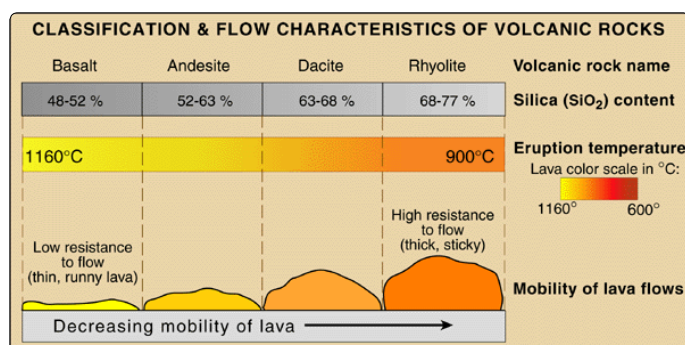 CLASSIFICATION & FLOW CHARACTERISTICS OF VOLCANIC ROCKS
Basalt Andesite Dacite Rhyolite Volcanic rock name
48-52 % 52-63 % 63-68 % 68-77 % Silica (SiO₂) content
Eruption temperature
1160°C 900°C
Lava color scale in °C:
1160° 600°
High resistance
to flow
(thick, sticky)
Low resistance
to flow
(thin, runny lava)
Mobility of lava flows
Decreasing mobility of lava